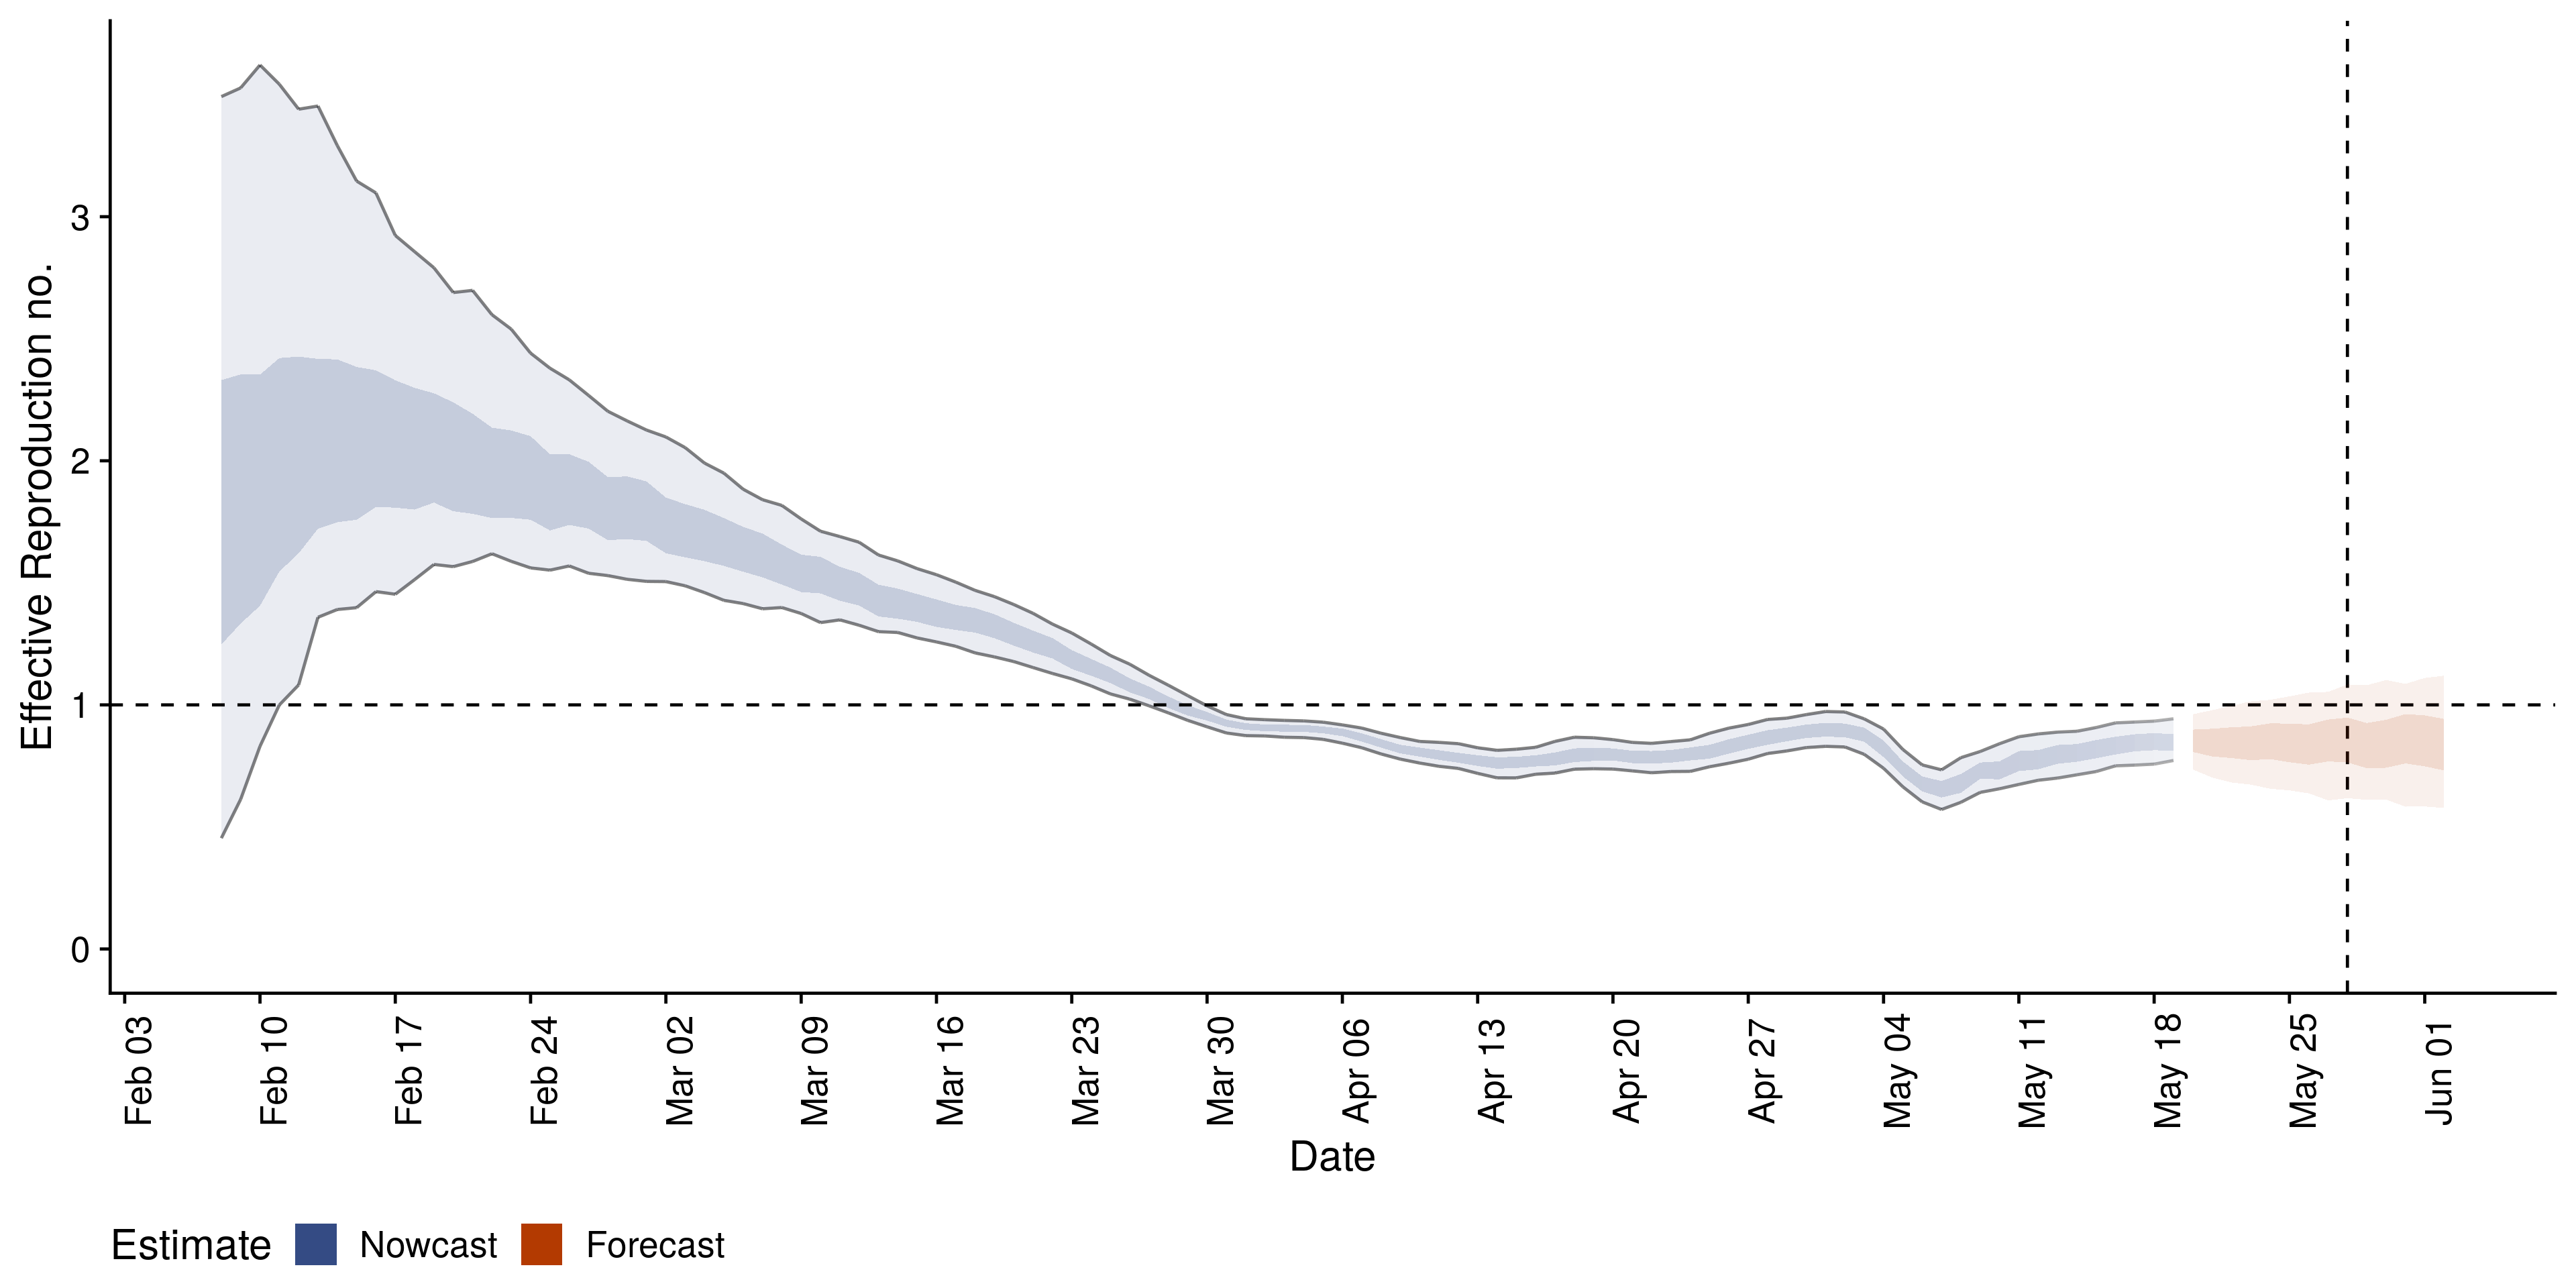 Effective Reproduction no.
3
2
1
0
Feb 03
Feb 10
Feb 17
Feb 24
Mar 02
Mar 09
Mar 16
Mar 23
Mar 30
Apr 06
Apr 13
Apr 20
Apr 27
May 04
May 11
May 18
May 25
Jun 01
Date
Estimate Nowcast Forecast